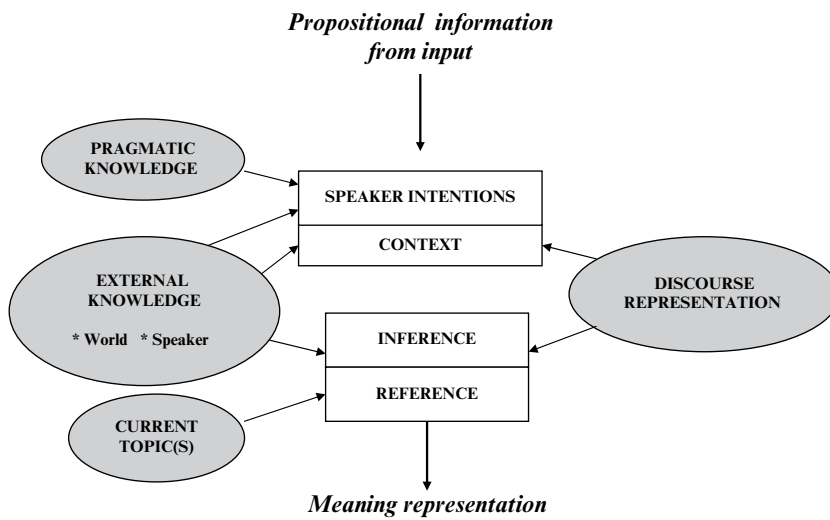 Propositional information
from input
PRAGMATIC
KNOWLEDGE
SPEAKER INTENTIONS
CONTEXT
EXTERNAL
KNOWLEDGE
* World * Speaker
DISCOURSE
REPRESENTATION
INFERENCE
REFERENCE
CURRENT
TOPIC(S)
Meaning representation